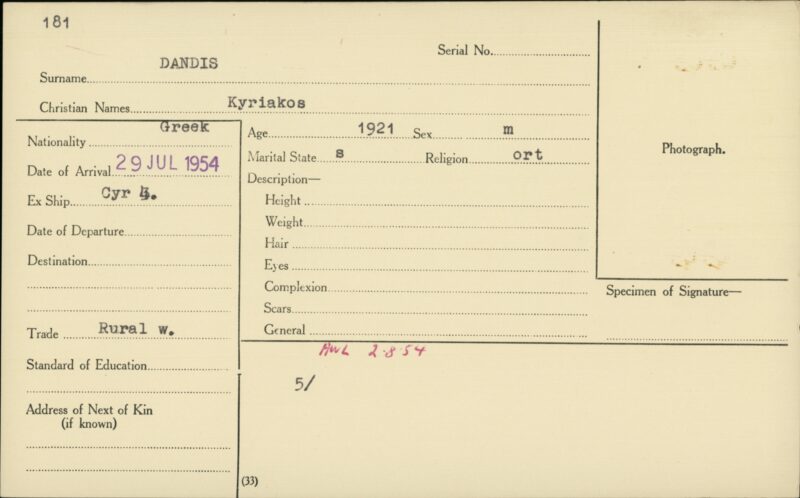 181
Serial No.
DANDIS
Surname
Christian Names Kyriakos
Nationality Greek
Date of Arrival 29 JUL 1954
Ex Ship Cyr 4.
Date of Departure
Destination
Trade Rural w.
Standard of Education
Address of Next of Kin
(if known)
Age 1921 Sex m
Marital State s Religion ort
Description—
Height
Weight
Hair
Eyes
Complexion
Scars
General
AWL 2.8.54
5/
(33)
Photograph.
Specimen of Signature—